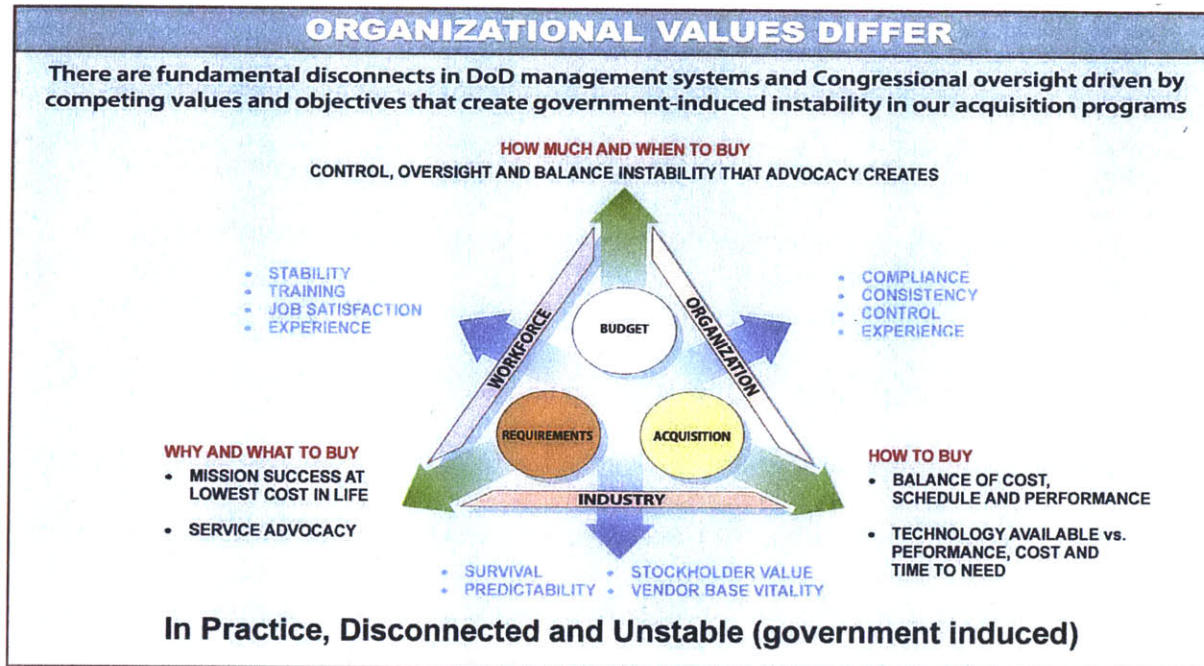 ORGANIZATIONAL VALUES DIFFER
There are fundamental disconnects in DoD management systems and Congressional oversight driven by
competing values and objectives that create government-induced instability in our acquisition programs
HOW MUCH AND WHEN TO BUY
CONTROL, OVERSIGHT AND BALANCE INSTABILITY THAT ADVOCACY CREATES
• STABILITY
• TRAINING
• JOB SATISFACTION
• EXPERIENCE
• COMPLIANCE
• CONSISTENCY
• CONTROL
• EXPERIENCE
WORKFORCE
BUDGET
ORGANIZATION
REQUIREMENTS
ACQUISITION
INDUSTRY
WHY AND WHAT TO BUY
• MISSION SUCCESS AT
LOWEST COST IN LIFE
• SERVICE ADVOCACY
HOW TO BUY
• BALANCE OF COST,
SCHEDULE AND PERFORMANCE
• TECHNOLOGY AVAILABLE vs.
PEFORMANCE, COST AND
TIME TO NEED
• SURVIVAL
• PREDICTABILITY
• STOCKHOLDER VALUE
• VENDOR BASE VITALITY
In Practice, Disconnected and Unstable (government induced)